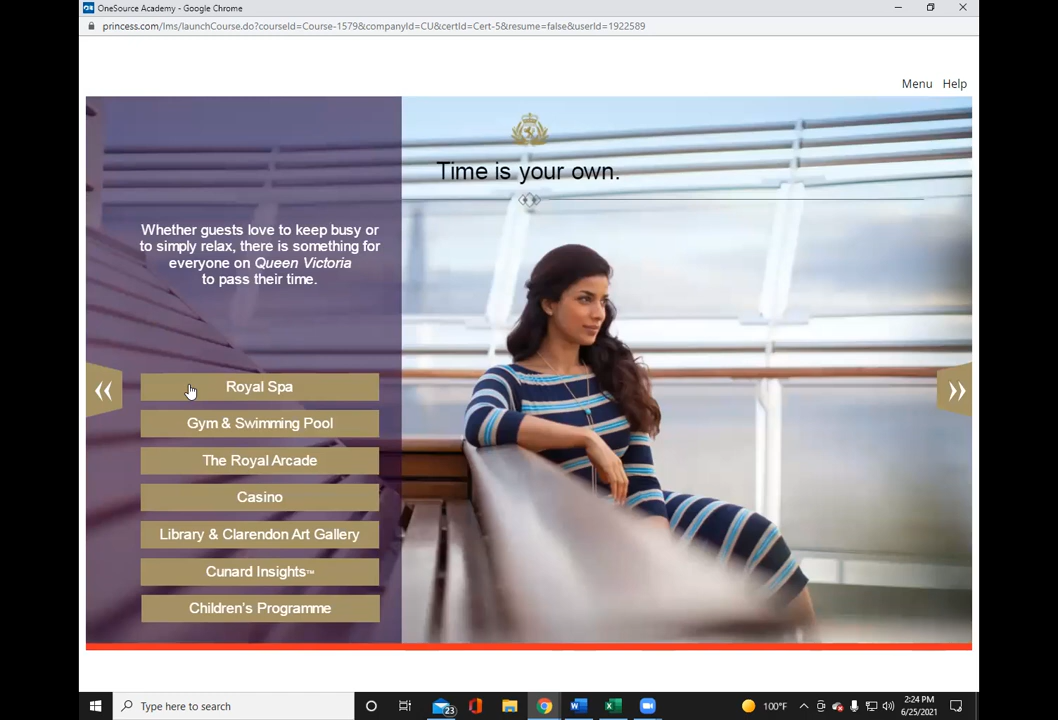 OneSource Academy - Google Chrome
princess.com/lms/launchCourse.do?courseId=Course-1579&companyId=CU&certId=Cert-5&resume=false&userId=1922589
Menu Help
Time is your own.
Whether guests love to keep busy or
to simply relax, there is something for
everyone on Queen Victoria
to pass their time.
Royal Spa
Gym & Swimming Pool
The Royal Arcade
Casino
Library & Clarendon Art Gallery
Cunard Insights™
Children's Programme
Type here to search
23
100°F
2:24 PM
6/25/2021